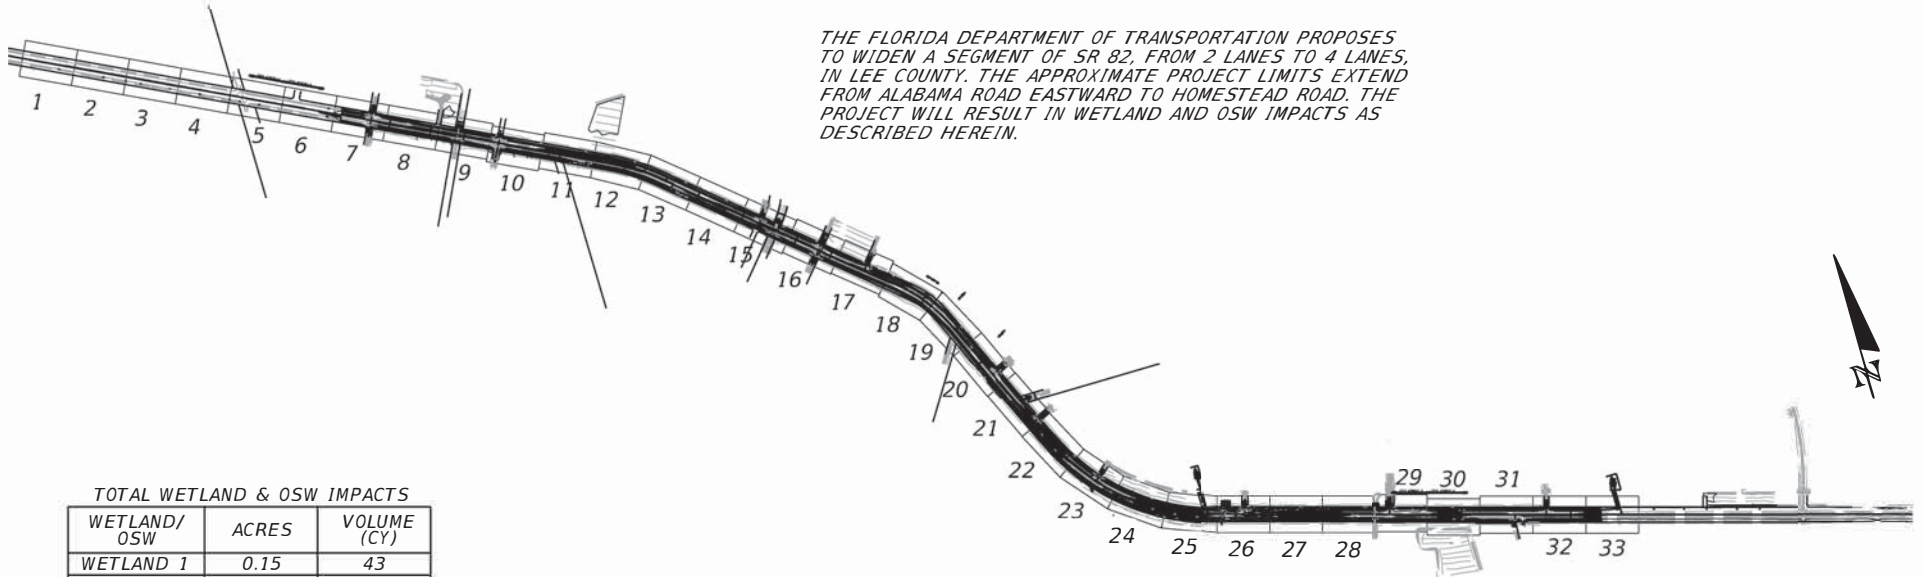 THE FLORIDA DEPARTMENT OF TRANSPORTATION PROPOSES
TO WIDEN A SEGMENT OF SR 82, FROM 2 LANES TO 4 LANES,
IN LEE COUNTY. THE APPROXIMATE PROJECT LIMITS EXTEND
FROM ALABAMA ROAD EASTWARD TO HOMESTEAD ROAD. THE
PROJECT WILL RESULT IN WETLAND AND OSW IMPACTS AS
DESCRIBED HEREIN.
1
2
3
4
5
6
7
8
9
10
11
12
13
14
15
16
17
18
19
20
21
22
23
24
25
26
27
28
29
30
31
32
33
N
TOTAL WETLAND & OSW IMPACTS
WETLAND/
OSW
ACRES
VOLUME
(CY)
WETLAND 1
0.15
43